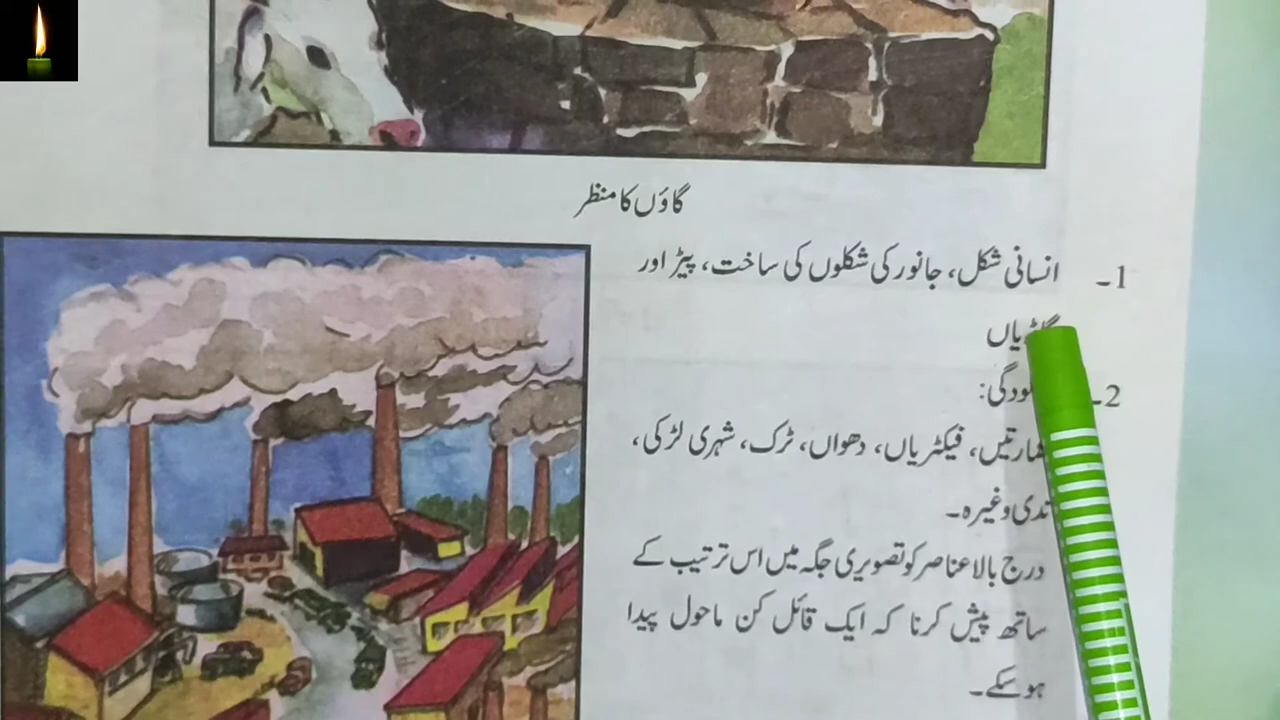 گاؤں کا منظر
1۔ انسانی شکل، جانور کی شکلوں کی ساخت، پیڑ اور
گاڑیاں
2۔
عمارتیں، فیکٹریاں، دھواں، ٹرک، شہری لڑکی،
ندی وغیرہ۔
درج بالا عناصر کو تصویری جگہ میں اس ترتیب کے
ساتھ پیش کرنا کہ ایک قائل کن ماحول پیدا
ہو سکے۔